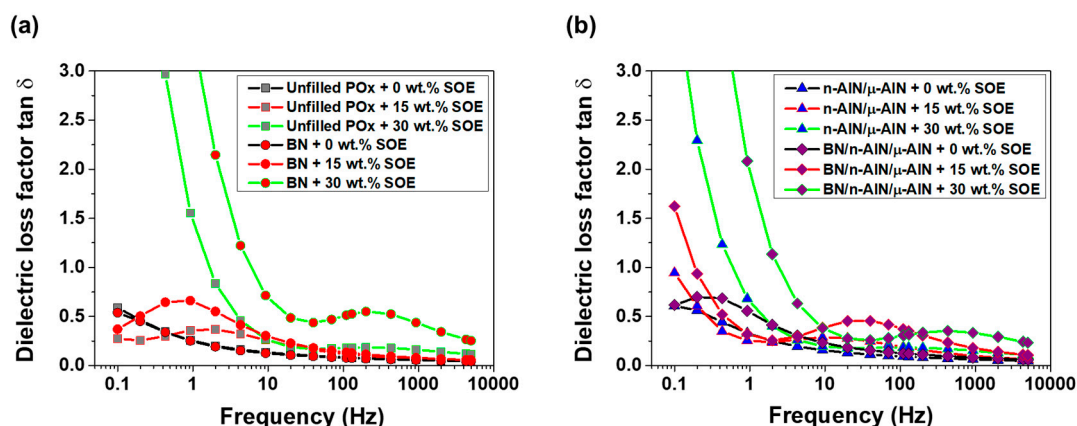 (a)
Dielectric loss factor tan δ
3.0
2.5
2.0
1.5
1.0
0.5
0.0
Unfilled POx + 0 wt.% SOE
Unfilled POx + 15 wt.% SOE
Unfilled POx + 30 wt.% SOE
BN + 0 wt.% SOE
BN + 15 wt.% SOE
BN + 30 wt.% SOE
0.1 1 10 100 1000 10000
Frequency (Hz)
(b)
Dielectric loss factor tan δ
3.0
2.5
2.0
1.5
1.0
0.5
0.0
n-AlN/μ-AlN + 0 wt.% SOE
n-AlN/μ-AlN + 15 wt.% SOE
n-AlN/μ-AlN + 30 wt.% SOE
BN/n-AlN/μ-AlN + 0 wt.% SOE
BN/n-AlN/μ-AlN + 15 wt.% SOE
BN/n-AlN/μ-AlN + 30 wt.% SOE
0.1 1 10 100 1000 10000
Frequency (Hz)